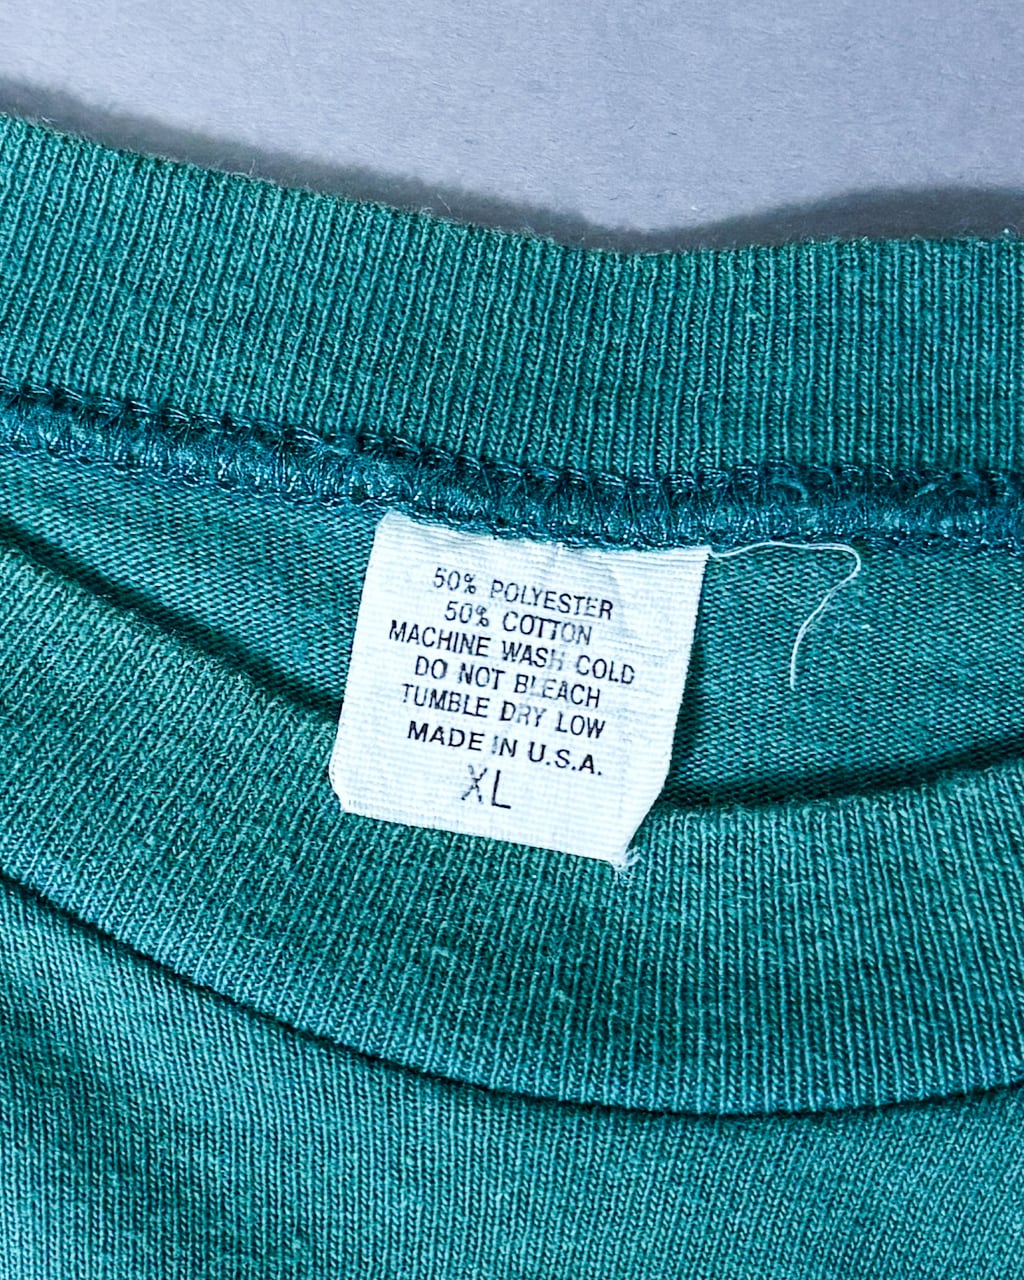 50% POLYESTER
50% COTTON
MACHINE WASH COLD
DO NOT BLEACH
TUMBLE DRY LOW
MADE IN U.S.A.
XL